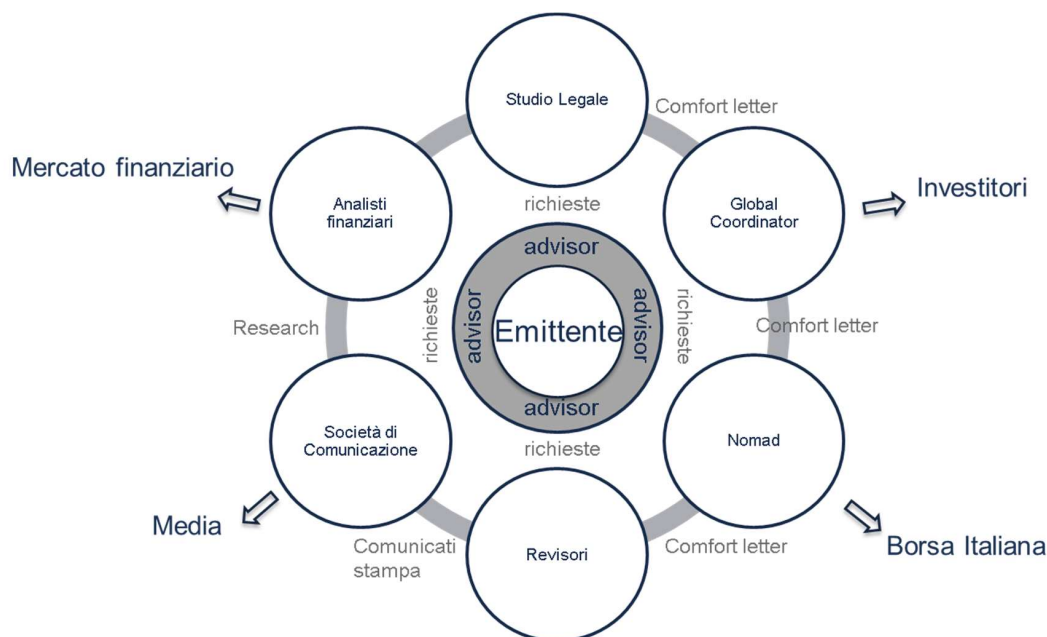 Studio Legale
Comfort letter
Mercato finanziario
Analisti
finanziari
richieste
Global
Coordinator
Investitori
advisor
Research
richieste
advisor
Emittente
advisor
richieste
Comfort letter
advisor
Società di
Comunicazione
richieste
Nomad
Media
Comunicati
stampa
Revisori
Comfort letter
Borsa Italiana